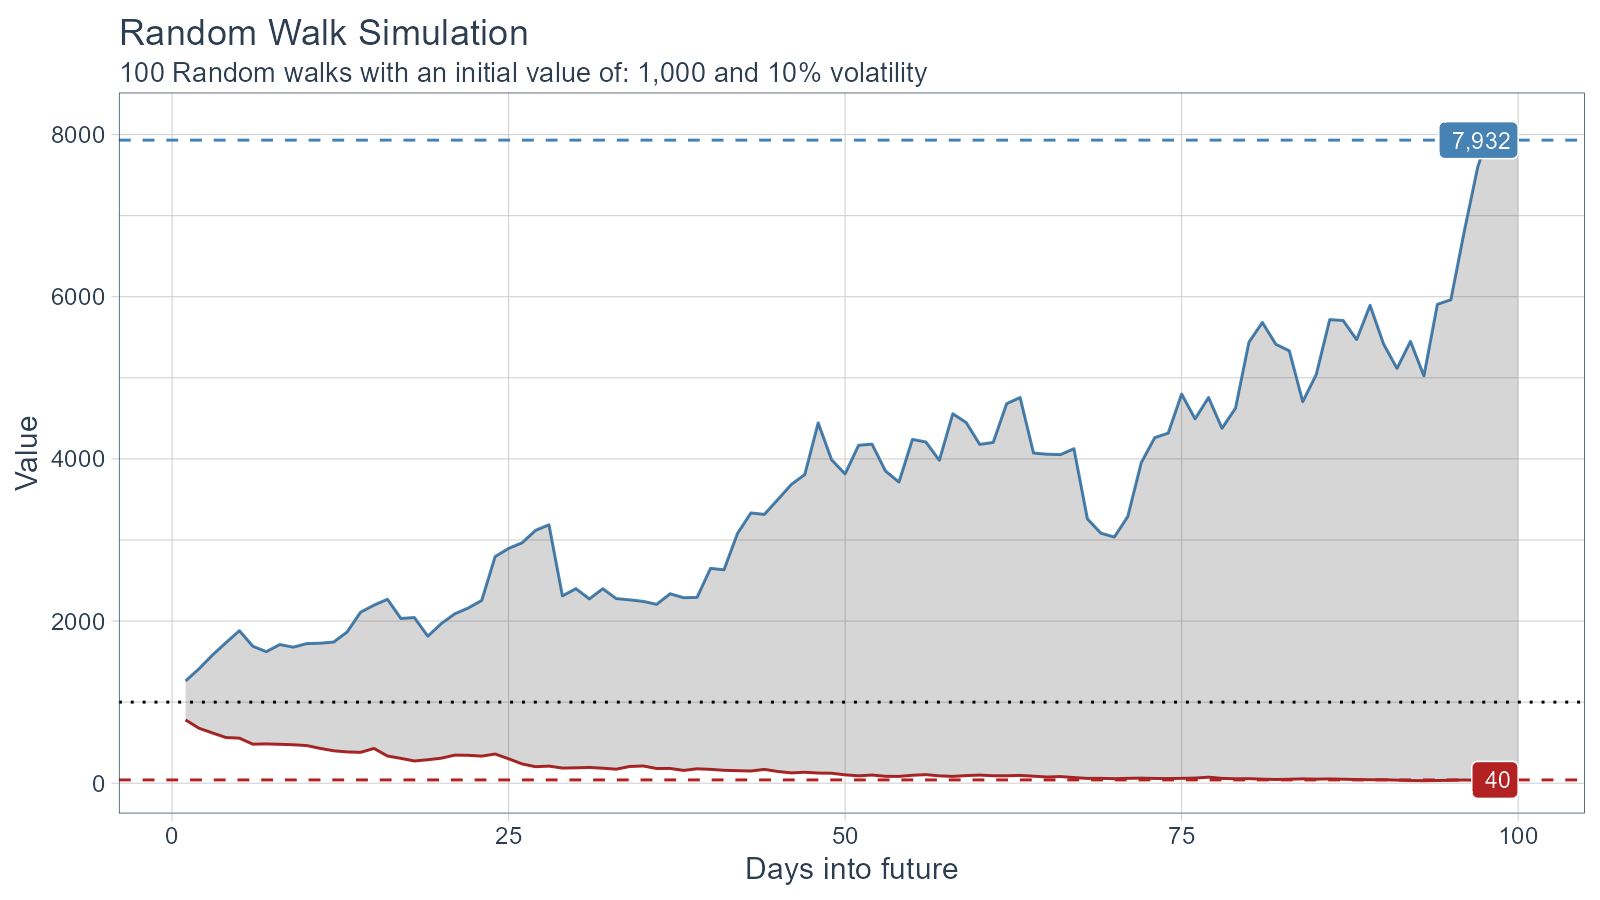 Random Walk Simulation
100 Random walks with an initial value of: 1,000 and 10% volatility
8000
7,932
6000
Value
4000
2000
0
40
0 25 50 75 100
Days into future